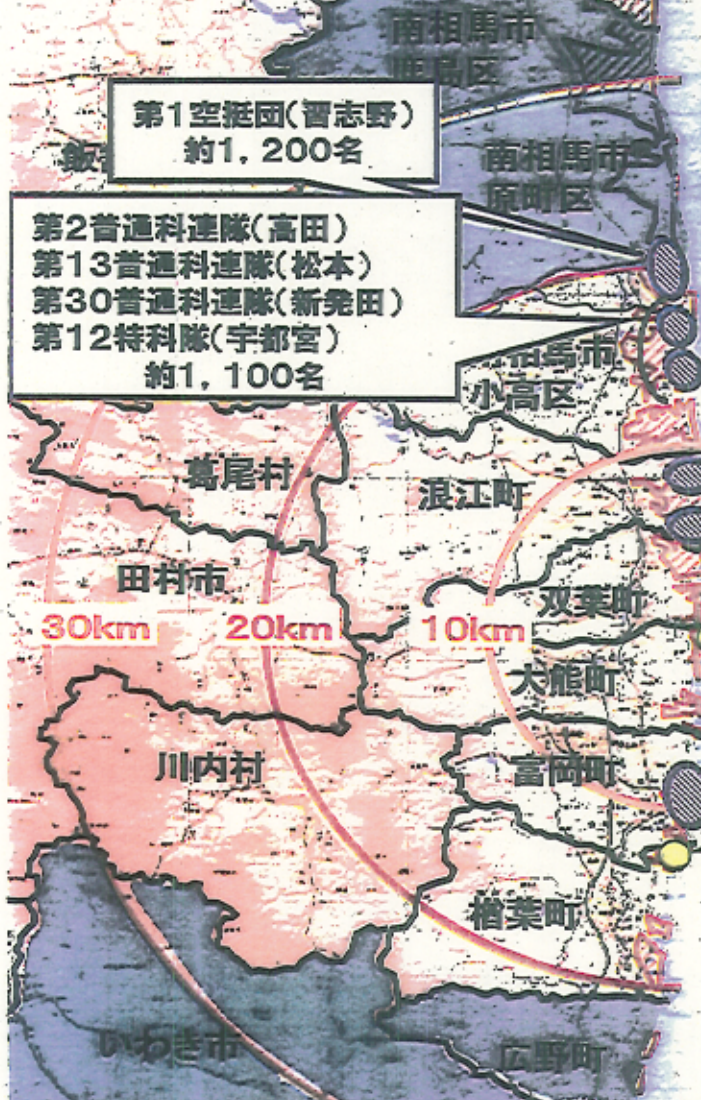 南相馬市
鹿島区
第1空挺団(習志野)
約1,200名
南相馬市
原町区
第2普通科連隊(高田)
第13普通科連隊(松本)
第30普通科連隊(新発田)
第12特科隊(宇都宮)
約1,100名
相馬市
小高区
葛尾村
浪江町
田村市
双葉町
30km
20km
10km
大熊町
川内村
富岡町
楢葉町
いわき市
広野町